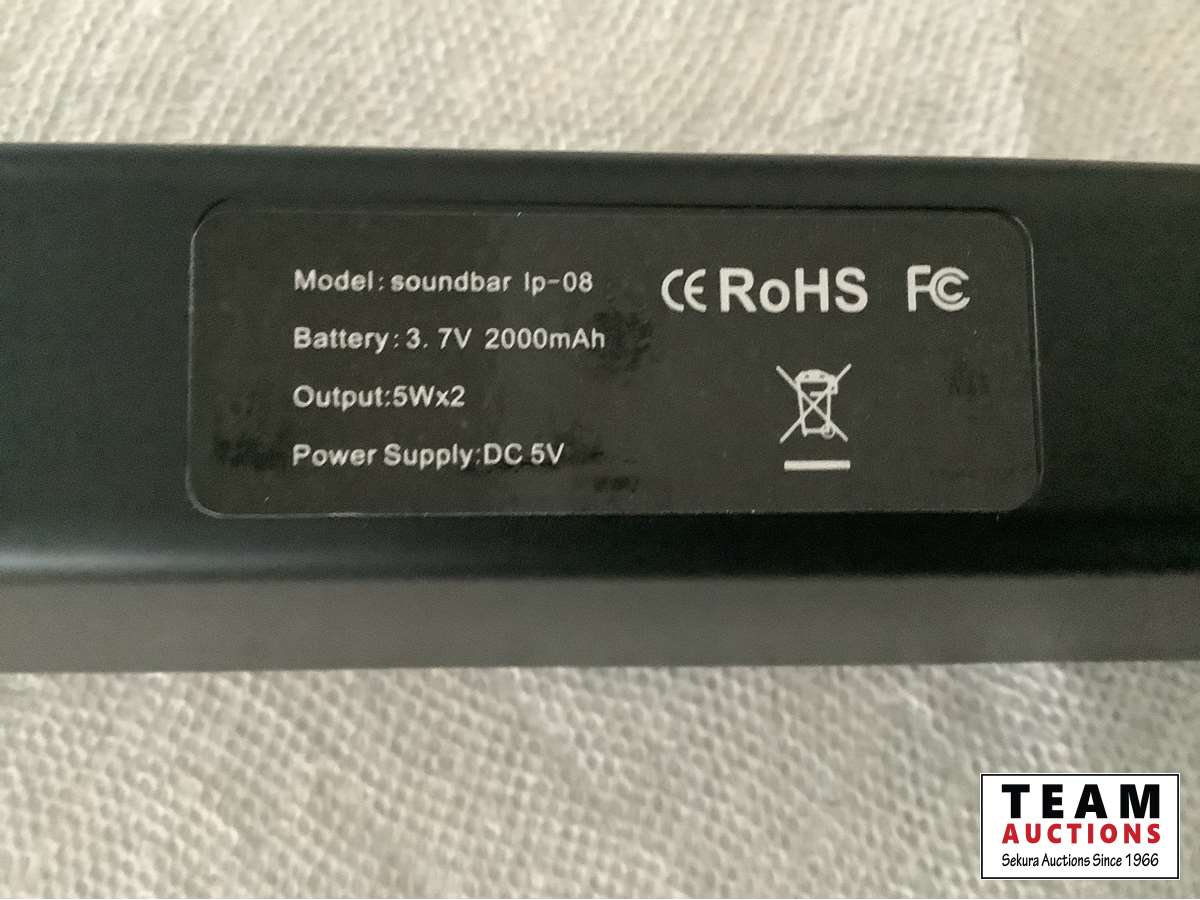 Model: soundbar lp-08
Battery: 3. 7V 2000mAh
Output:5Wx2
Power Supply:DC 5V
CE RoHS FC
TEAM
AUCTIONS
Sekura Auctions Since 1966